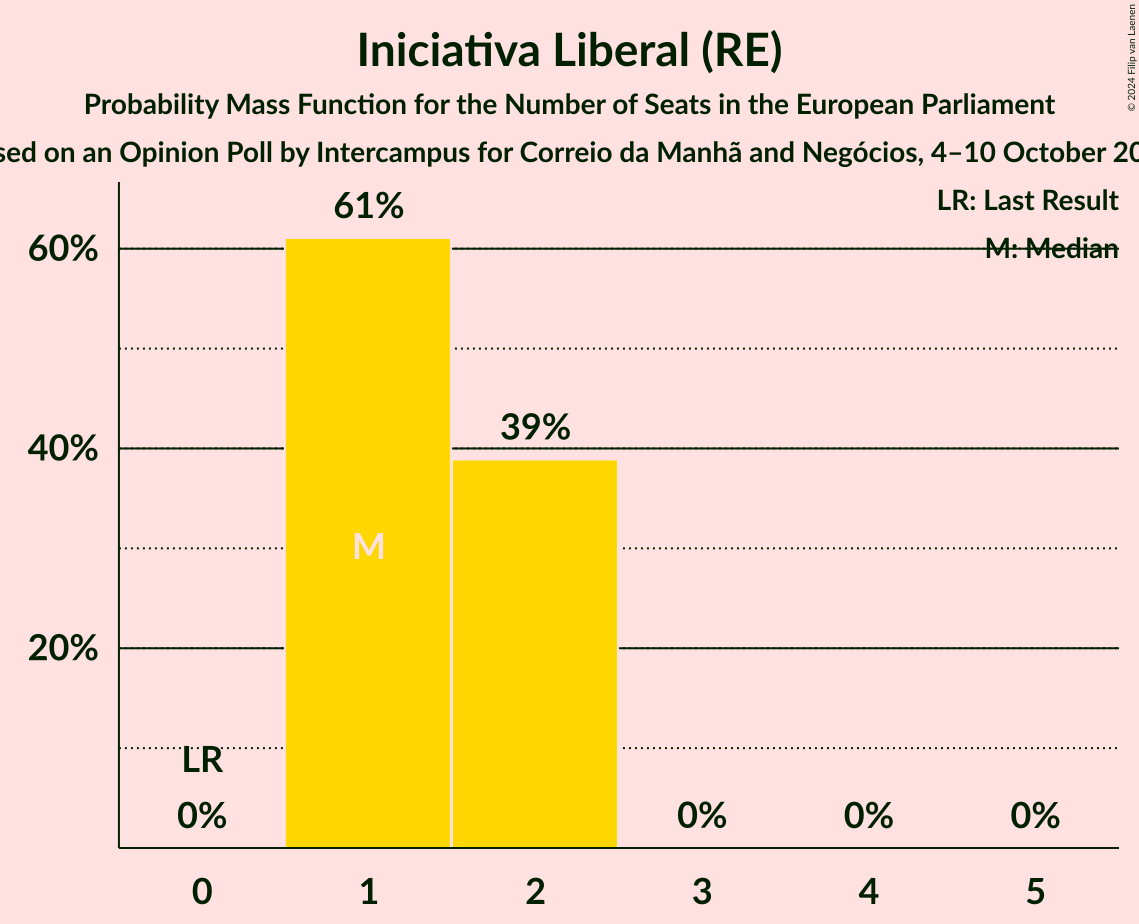 Iniciativa Liberal (RE)
Probability Mass Function for the Number of Seats in the European Parliament
on an Opinion Poll by Intercampus for Correio da Manhã and Negócios, 4–10 October
© 2024 Filip van Laenen
LR: Last Result
M: Median
61%
60%
39%
40%
M
20%
LR
0%
0%
0%
0%
0
1
2
3
4
5